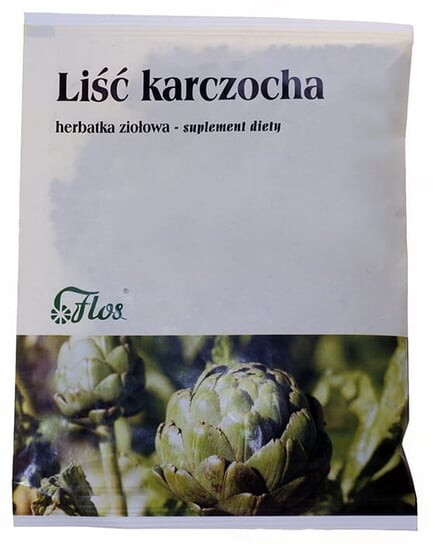 Liść karczocha
herbatka ziołowa - suplement diety
Flos®